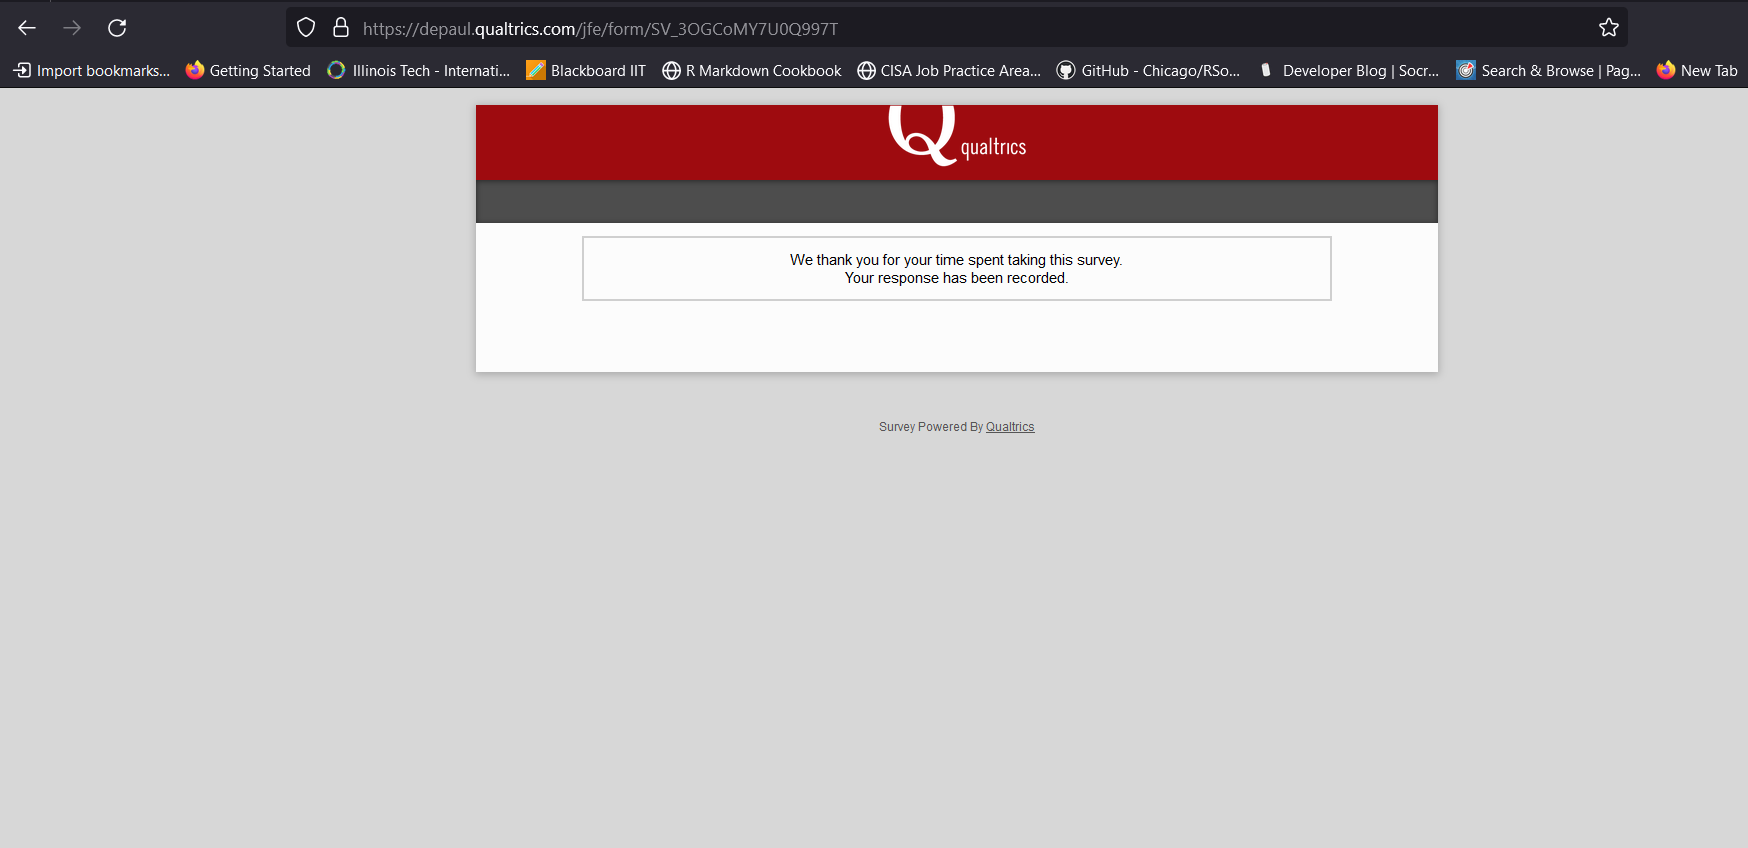 https://depaul.qualtrics.com/jfe/form/SV_3OGCoMY7U0Q997T
Import bookmarks... Getting Started Illinois Tech - Internati... Blackboard IIT R Markdown Cookbook CISA Job Practice Area... GitHub - Chicago/RSo... Developer Blog | Socr... Search & Browse | Pag... New Tab
Q qualtrics
We thank you for your time spent taking this survey.
Your response has been recorded.
Survey Powered By Qualtrics